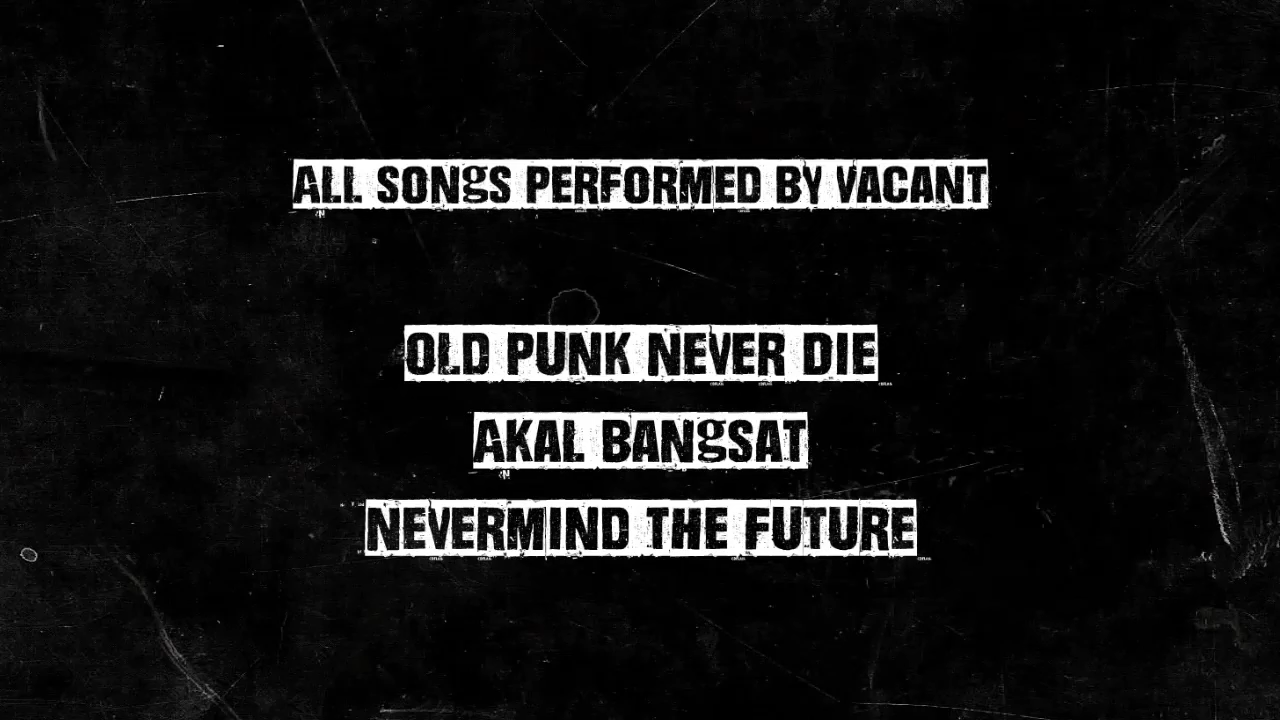 ALL SONgS PERFORMED BY VACANT
OLD PUNK NEVER DIE
AKAL BANgSAT
NEVERMIND THE FUTURE